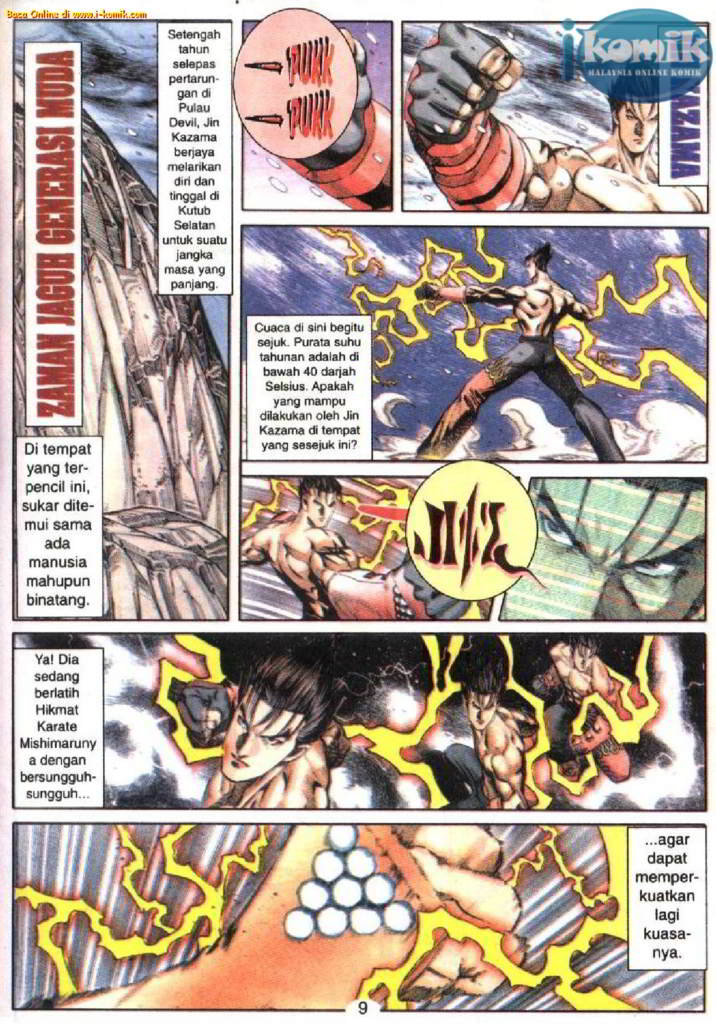 Baca Online di www.i-komik.com
ikomik
MALAYSIA ONLINE KOMIK
ZAMAN JAGUH GENERASI MUDA
Setengah
tahun
selepas
pertarun-
gan di
Pulau
Devil, Jin
Kazama
berjaya
melarikan
diri dan
tinggal di
Kutub
Selatan
untuk suatu
jangka
masa yang
panjang.
PUKK
PUKK
KAZAMA
Di tempat
yang ter-
pencil ini,
sukar dite-
mui sama
ada
manusia
mahupun
binatang.
Cuaca di sini begitu
sejuk. Purata suhu
tahunan adalah di
bawah 40 darjah
Selsius. Apakah
yang mampu
dilakukan oleh Jin
Kazama di tempat
yang sesejuk ini?
Ya! Dia
sedang
berlatih
Hikmat
Karate
Mishimaruny
a dengan
bersungguh-
sungguh...
...agar
dapat
memper-
kuatkan
lagi
kuasa-
nya.
9